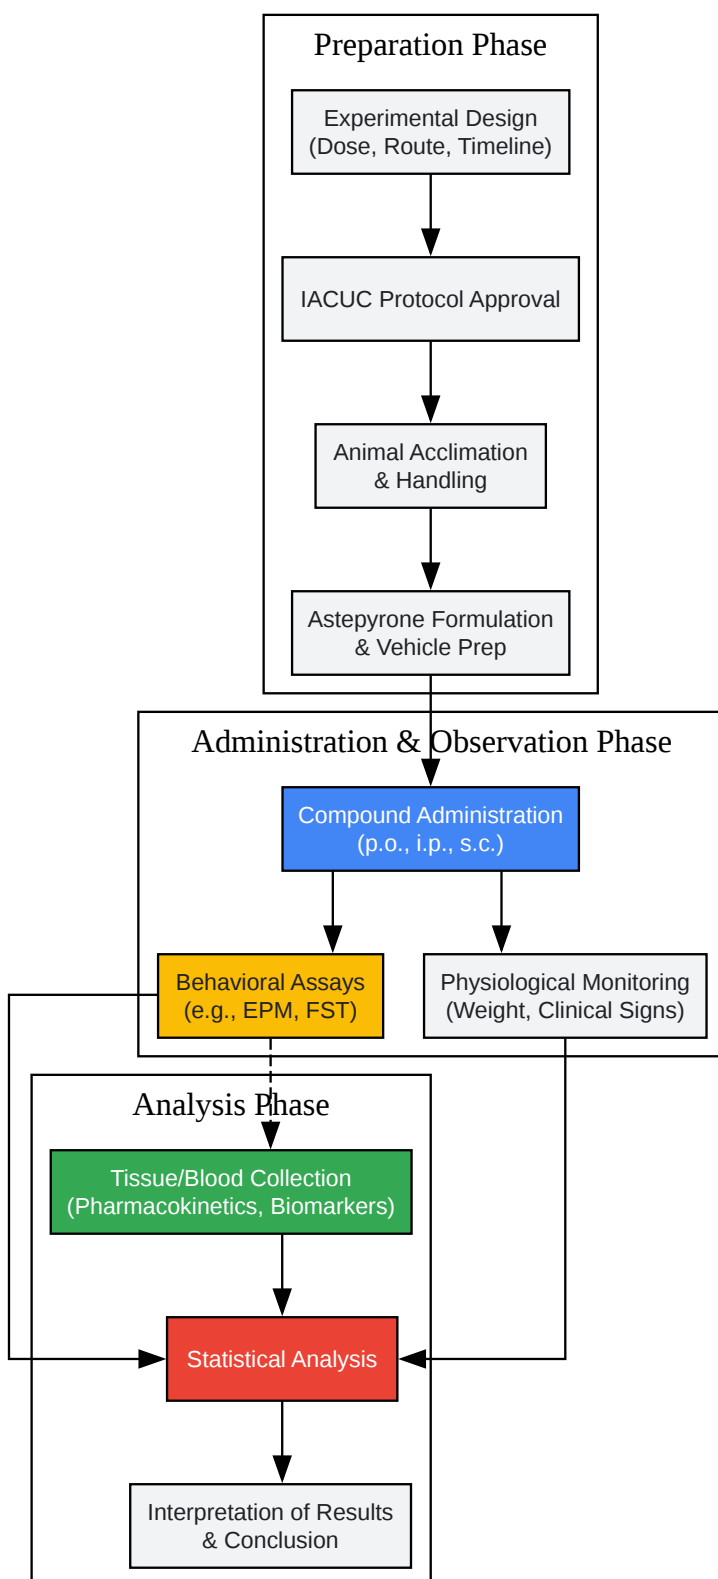 Preparation Phase
Experimental Design
(Dose, Route, Timeline)
IACUC Protocol Approval
Animal Acclimation
& Handling
Astepyrone Formulation
& Vehicle Prep
Administration & Observation Phase
Compound Administration
(p.o., i.p., s.c.)
Behavioral Assays
(e.g., EPM, FST)
Physiological Monitoring
(Weight, Clinical Signs)
Analysis Phase
Tissue/Blood Collection
(Pharmacokinetics, Biomarkers)
Statistical Analysis
Interpretation of Results
& Conclusion